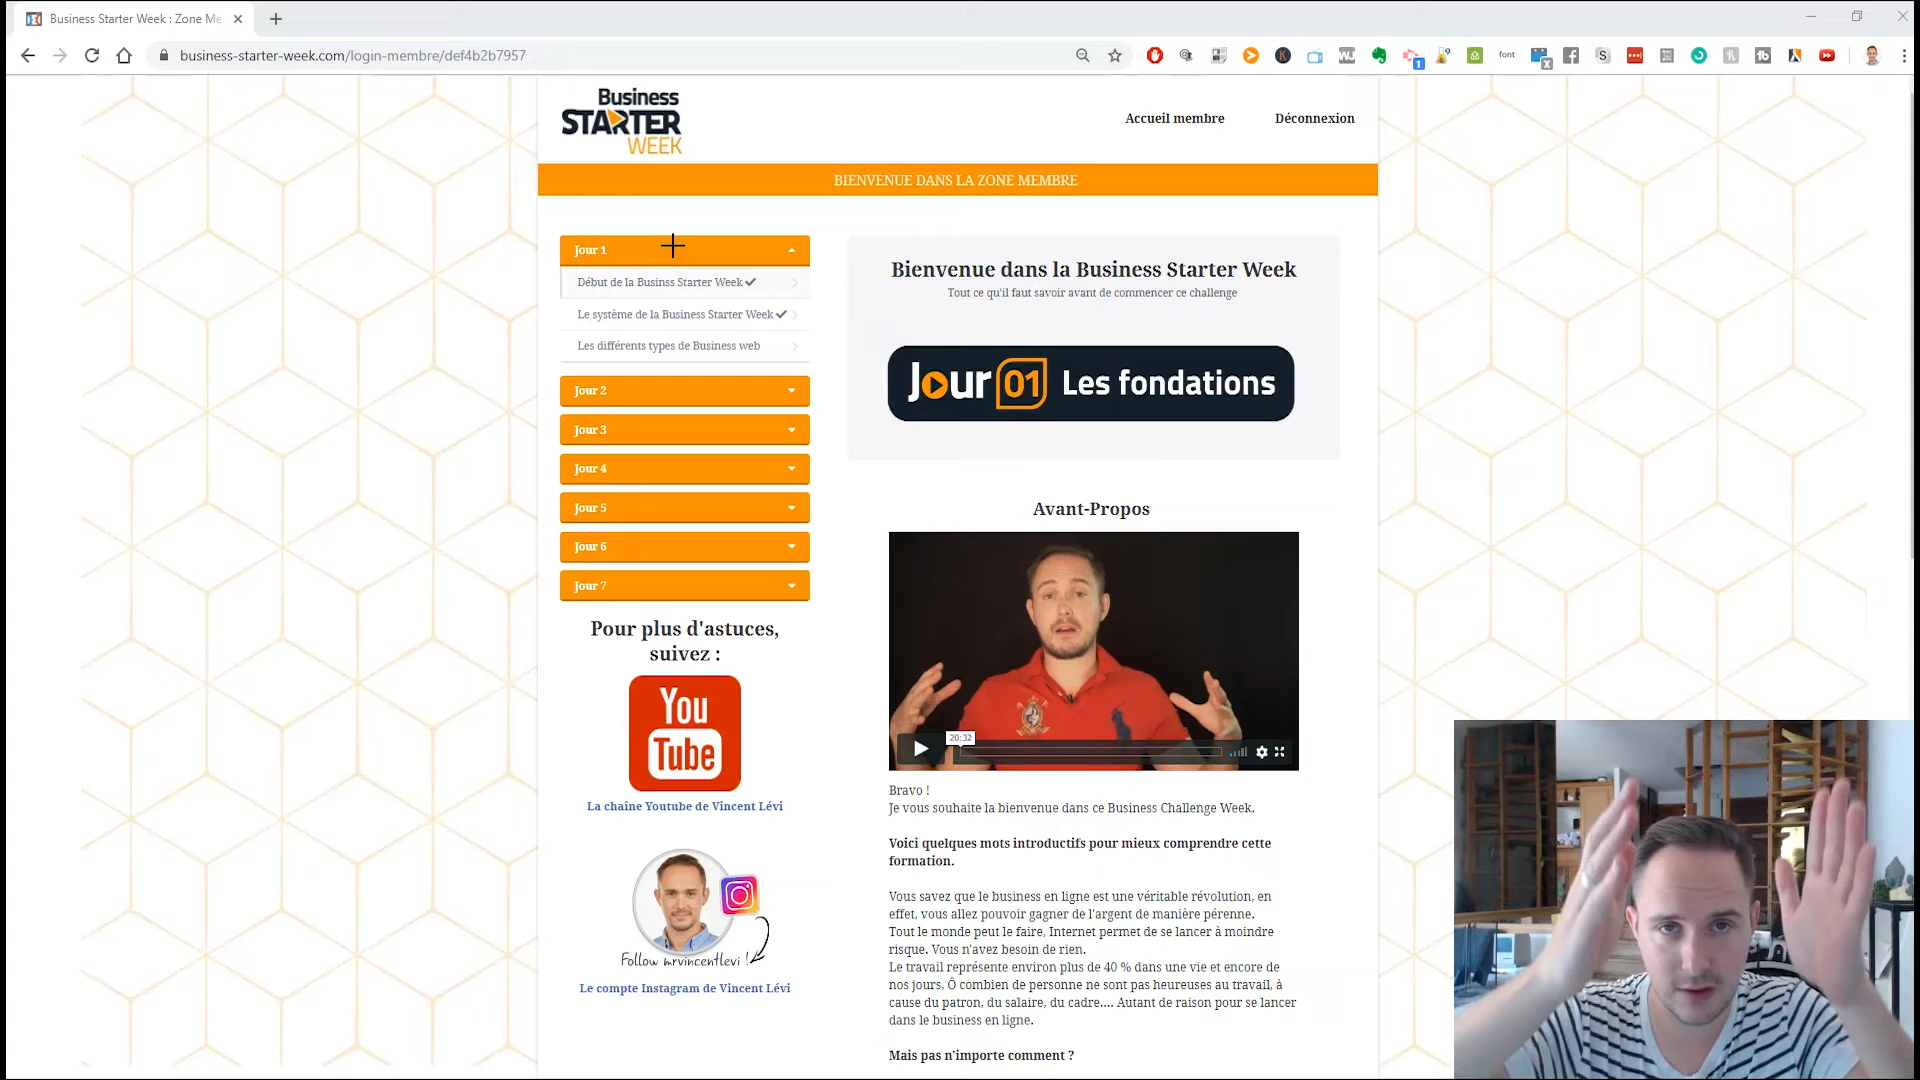 Business Starter Week : Zone Me
business-starter-week.com/login-membre/def4b2b7957
font
Business
STARTER
WEEK
Accueil membre
Déconnexion
BIENVENUE DANS LA ZONE MEMBRE
Jour 1
Début de la Businss Starter Week
Le système de la Business Starter Week
Les différents types de Business web
Jour 2
Jour 3
Jour 4
Jour 5
Jour 6
Jour 7
Pour plus d'astuces,
suivez :
You
Tube
La chaîne Youtube de Vincent Lévi
Follow mrvincentlevi !
Le compte Instagram de Vincent Lévi
Bienvenue dans la Business Starter Week
Tout ce qu'il faut savoir avant de commencer ce challenge
Jour 01 Les fondations
Avant-Propos
20:32
Bravo !
Je vous souhaite la bienvenue dans ce Business Challenge Week.
Voici quelques mots introductifs pour mieux comprendre cette
formation.
Vous savez que le business en ligne est une véritable révolution, en
effet, vous allez pouvoir gagner de l'argent de manière pérenne.
Tout le monde peut le faire, Internet permet de se lancer à moindre
risque. Vous n'avez besoin de rien.
Le travail représente environ plus de 40 % dans une vie et encore de
nos jours, Ô combien de personne ne sont pas heureuses au travail, à
cause du patron, du salaire, du cadre.... Autant de raison pour se lancer
dans le business en ligne.
Mais pas n'importe comment ?